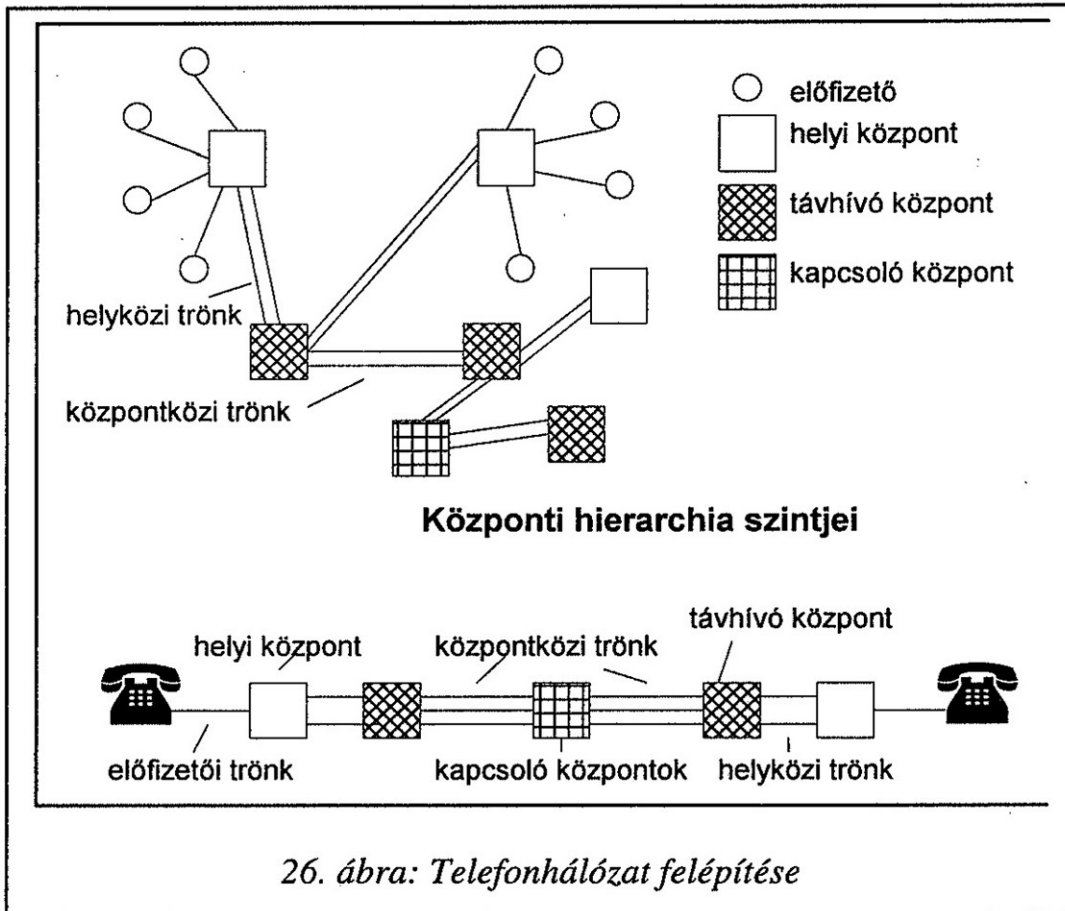 előfizető
helyi központ
távhívó központ
kapcsoló központ
helyközi trönk
központközi trönk
Központi hierarchia szintjei
távhívó központ
helyi központ
központközi trönk
előfizetői trönk
kapcsoló központok
helyközi trönk
26. ábra: Telefonhálózat felépítése